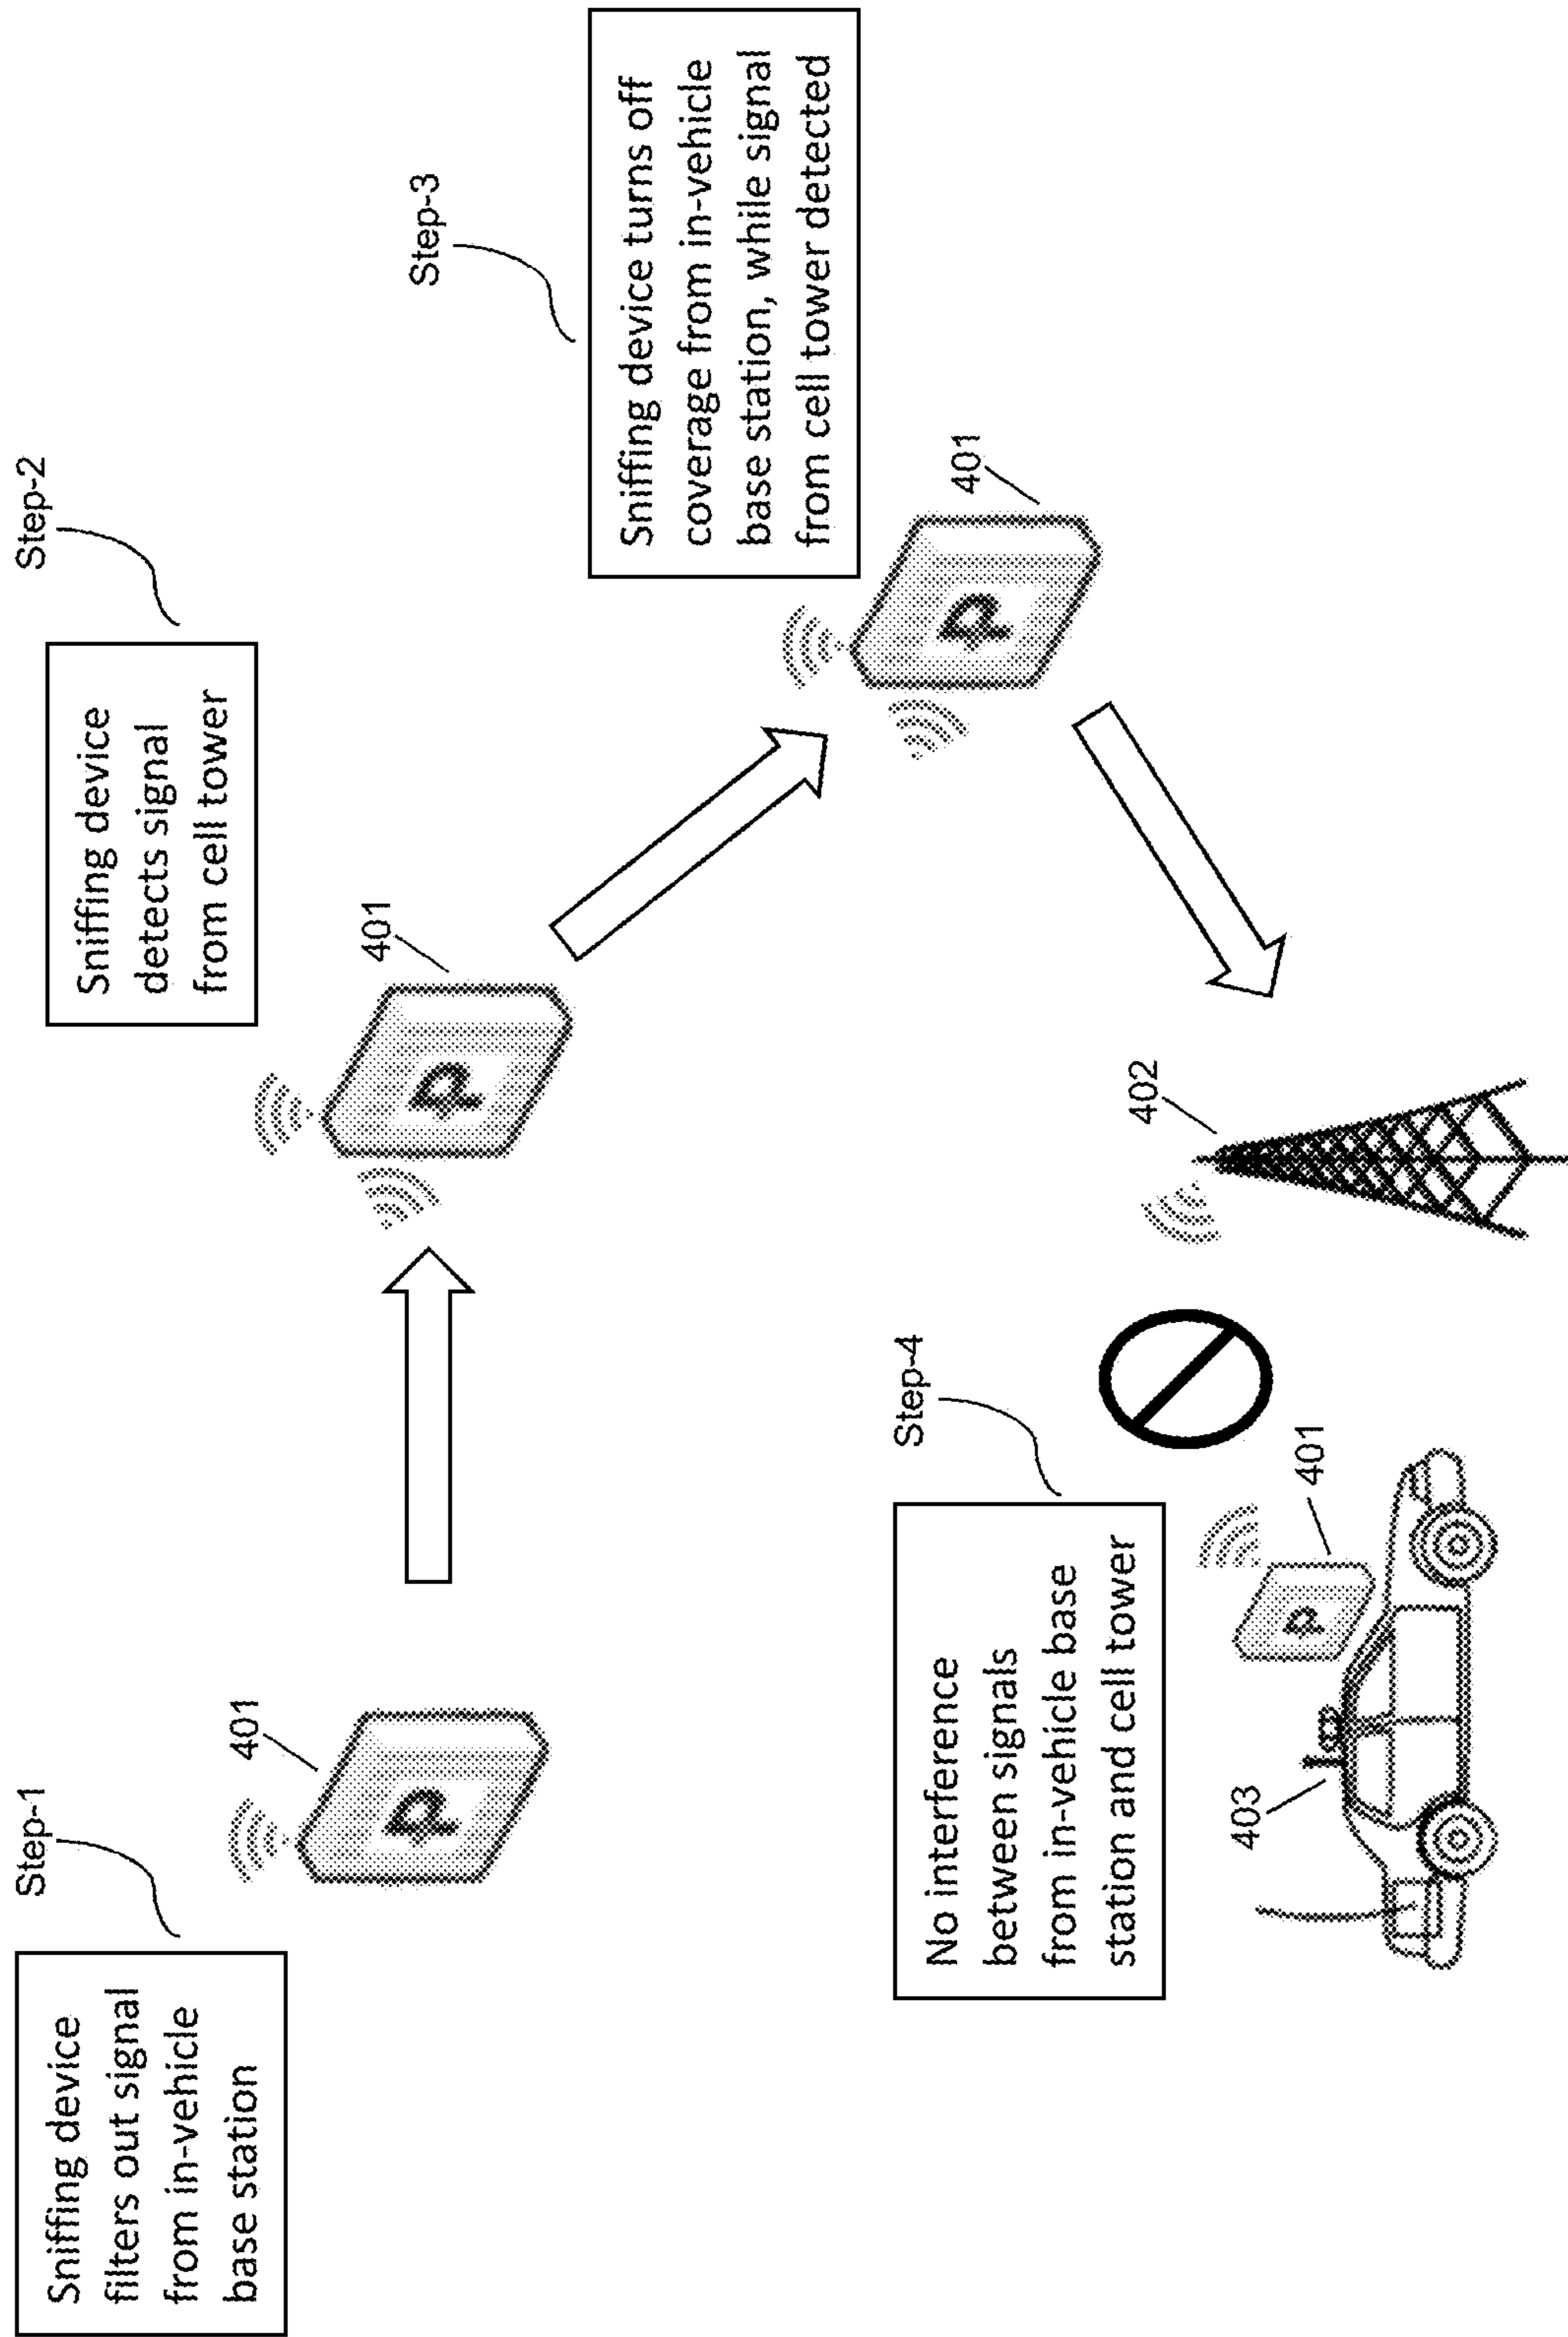 Step-1
Sniffing device
filters out signal
from in-vehicle
base station
401
Step-2
Sniffing device
detects signal
from cell tower
401
Step-3
Sniffing device turns off
coverage from in-vehicle
base station, while signal
from cell tower detected
401
Step-4
No interference
between signals
from in-vehicle base
station and cell tower
403
401
402